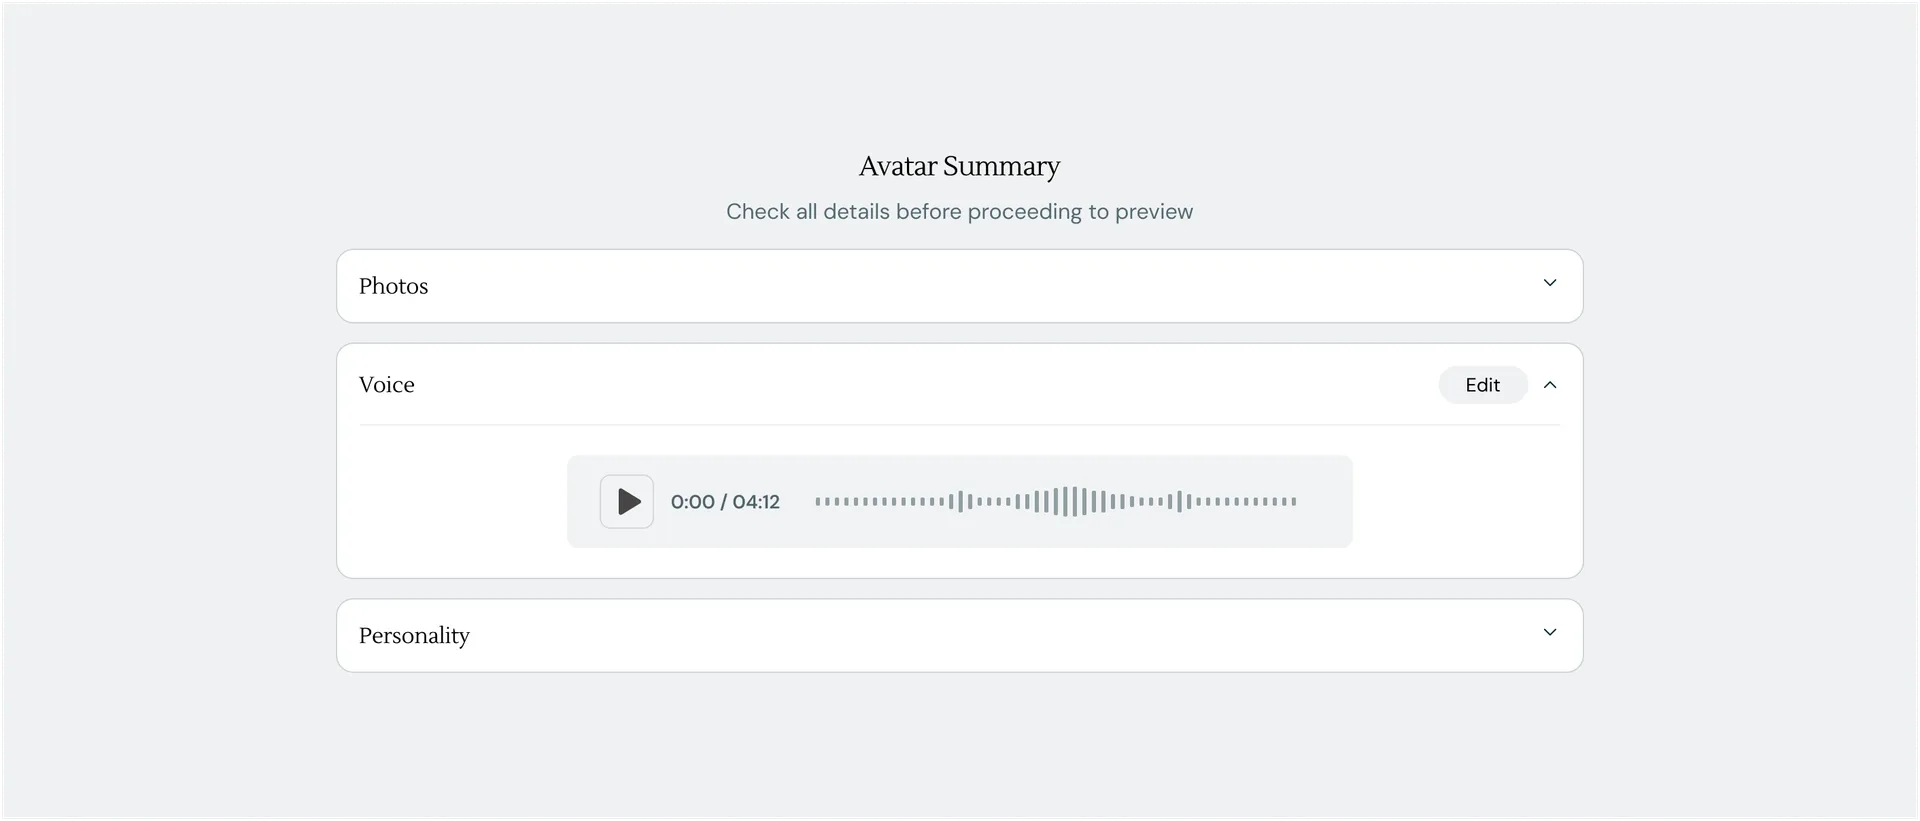 Avatar Summary
Check all details before proceeding to preview
Photos
Voice
Edit
0:00 / 04:12
Personality